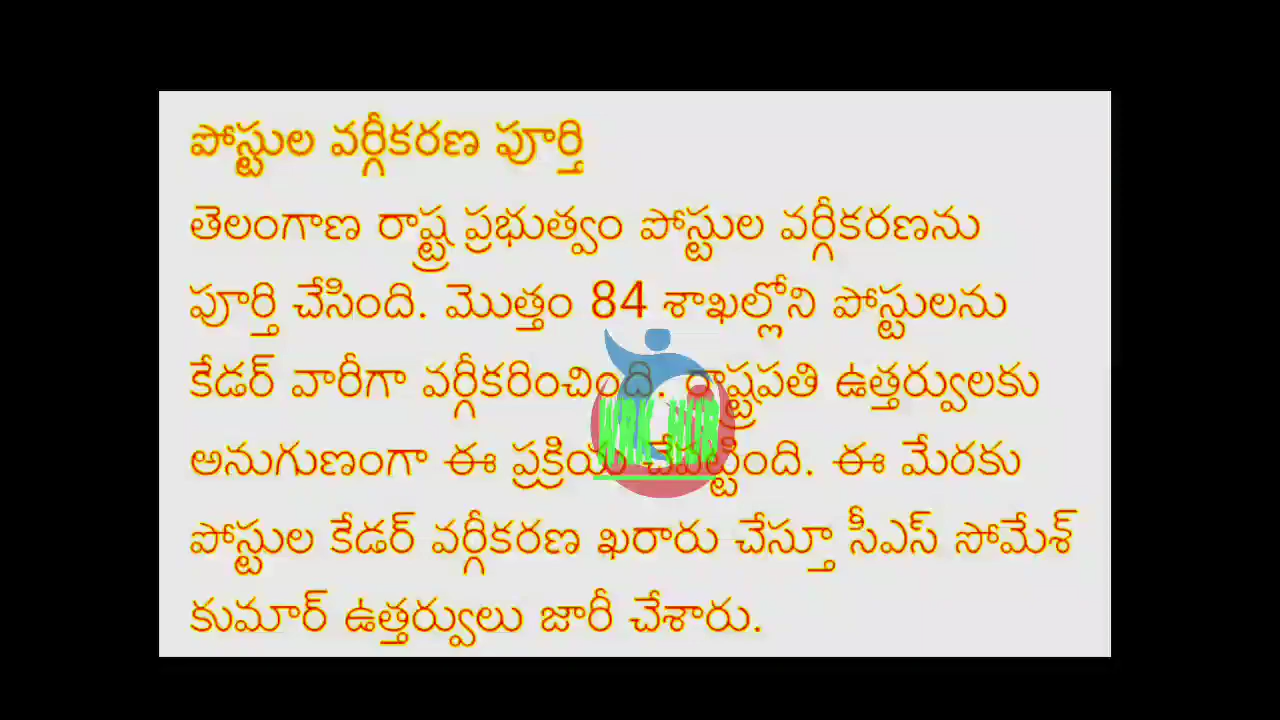 పోస్టుల వర్గీకరణ పూర్తి
తెలంగాణ రాష్ట్ర ప్రభుత్వం పోస్టుల వర్గీకరణను
పూర్తి చేసింది. మొత్తం 84 శాఖల్లోని పోస్టులను
కేడర్ వారీగా వర్గీకరించింది. రాష్ట్రపతి ఉత్తర్వులకు
అనుగుణంగా ఈ ప్రక్రియ చేపట్టింది. ఈ మేరకు
పోస్టుల కేడర్ వర్గీకరణ ఖరారు చేస్తూ సీఎస్ సోమేశ్
కుమార్ ఉత్తర్వులు జారీ చేశారు.